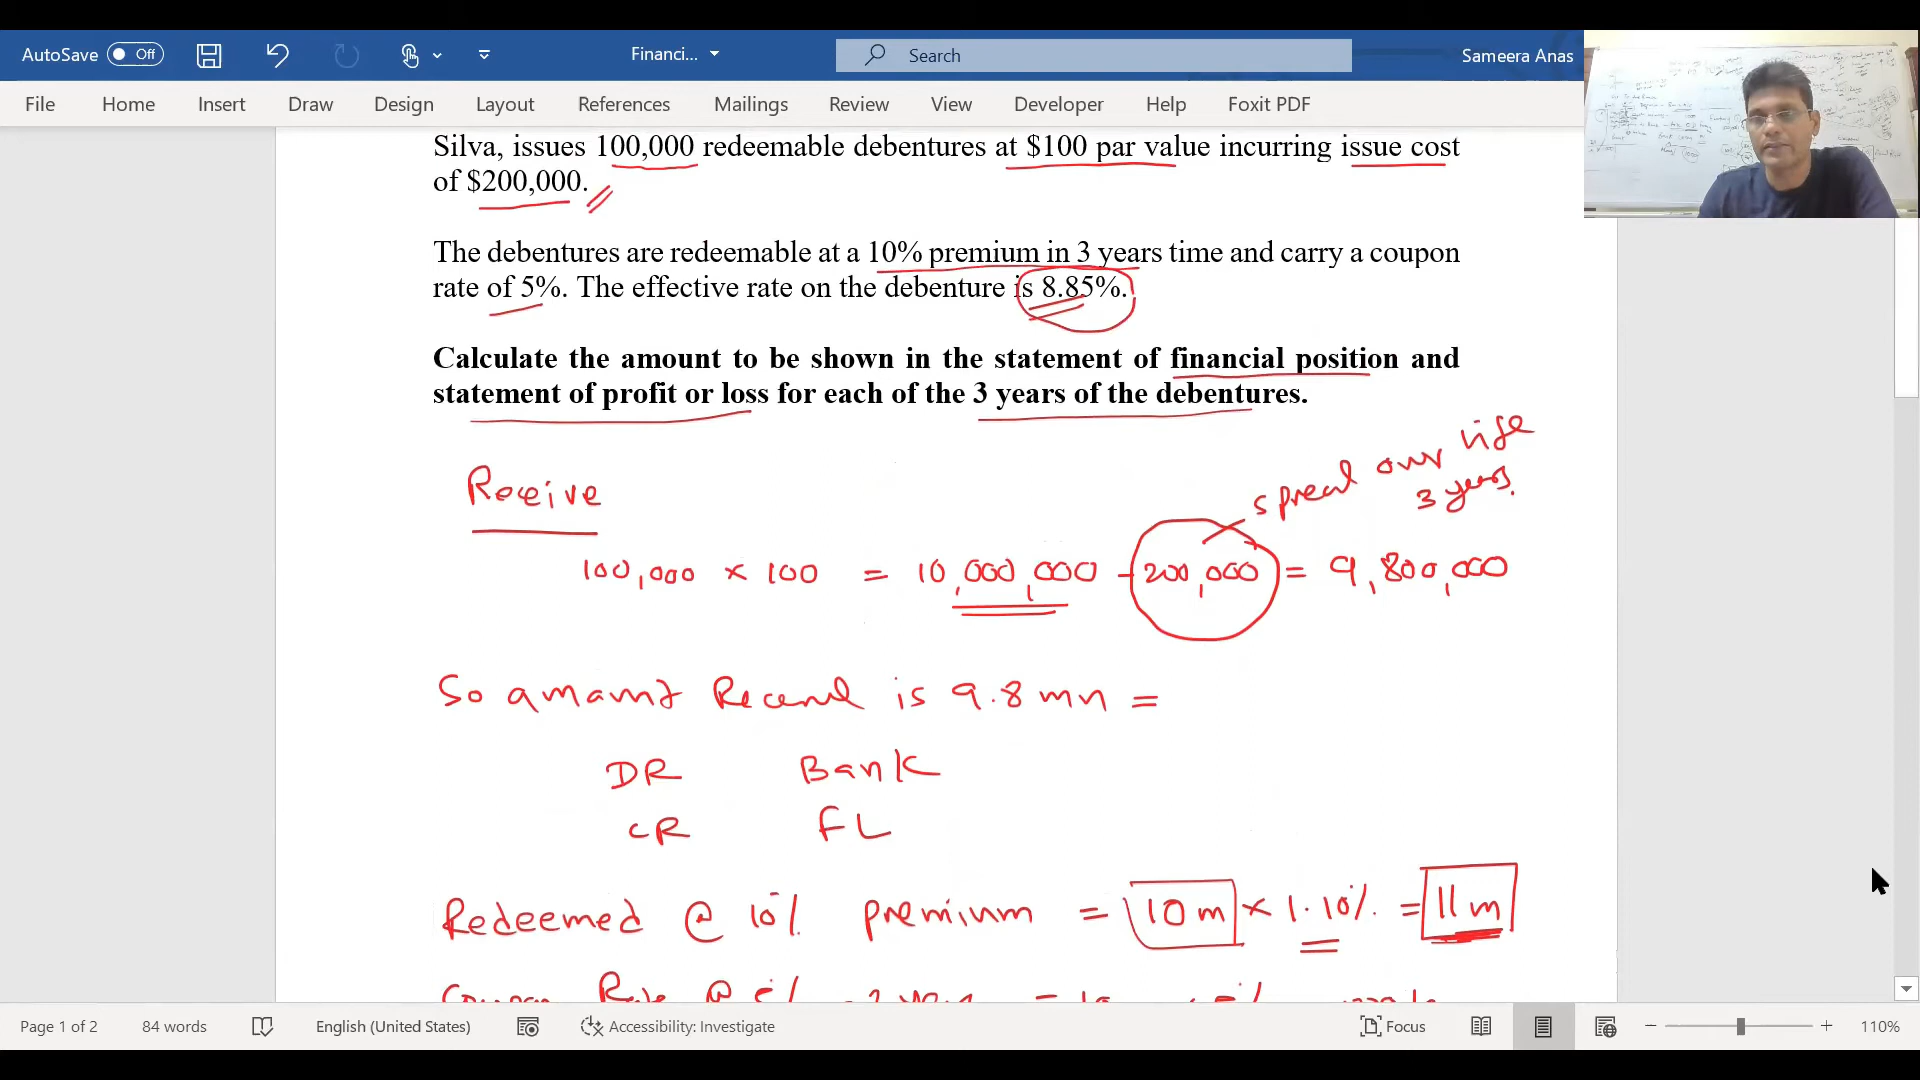 AutoSave Off Financi... Search Sameera Anas
File Home Insert Draw Design Layout References Mailings Review View Developer Help Foxit PDF
Silva, issues 100,000 redeemable debentures at $100 par value incurring issue cost
of $200,000.
The debentures are redeemable at a 10% premium in 3 years time and carry a coupon
rate of 5%. The effective rate on the debenture is 8.85%.
Calculate the amount to be shown in the statement of financial position and
statement of profit or loss for each of the 3 years of the debentures.
Receive
spread over life
3 years.
100,000 × 100 = 10,000,000 - 200,000 = 9,800,000
So amount Received is 9.8 mn =
DR Bank
CR FL
Redeemed @ 10% premium = 10 m × 1.10% = 11 m
Coupon Rate @ 5%
Page 1 of 2 84 words English (United States) Accessibility: Investigate Focus 110%